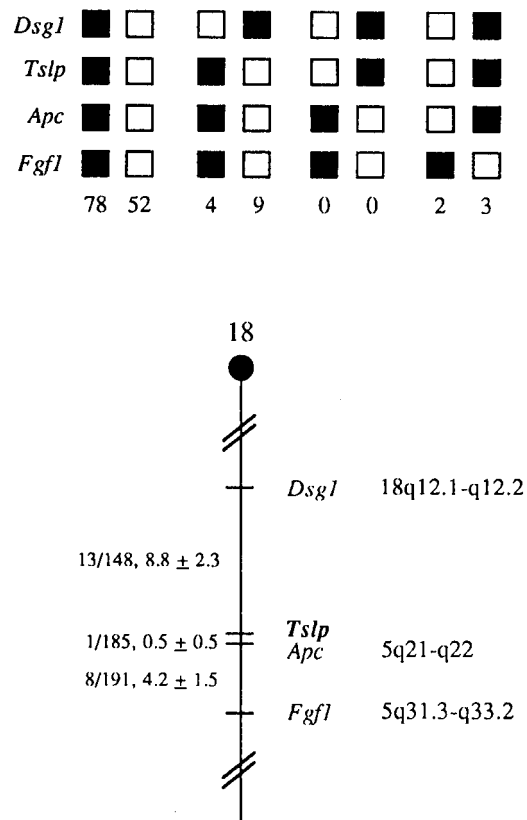 Dsg1
Tslp
Apc
Fgf1
78 52 4 9 0 0 2 3
18
Dsg1 18q12.1-q12.2
13/148, 8.8 ± 2.3
Tslp
1/185, 0.5 ± 0.5 Apc 5q21-q22
8/191, 4.2 ± 1.5
Fgf1 5q31.3-q33.2